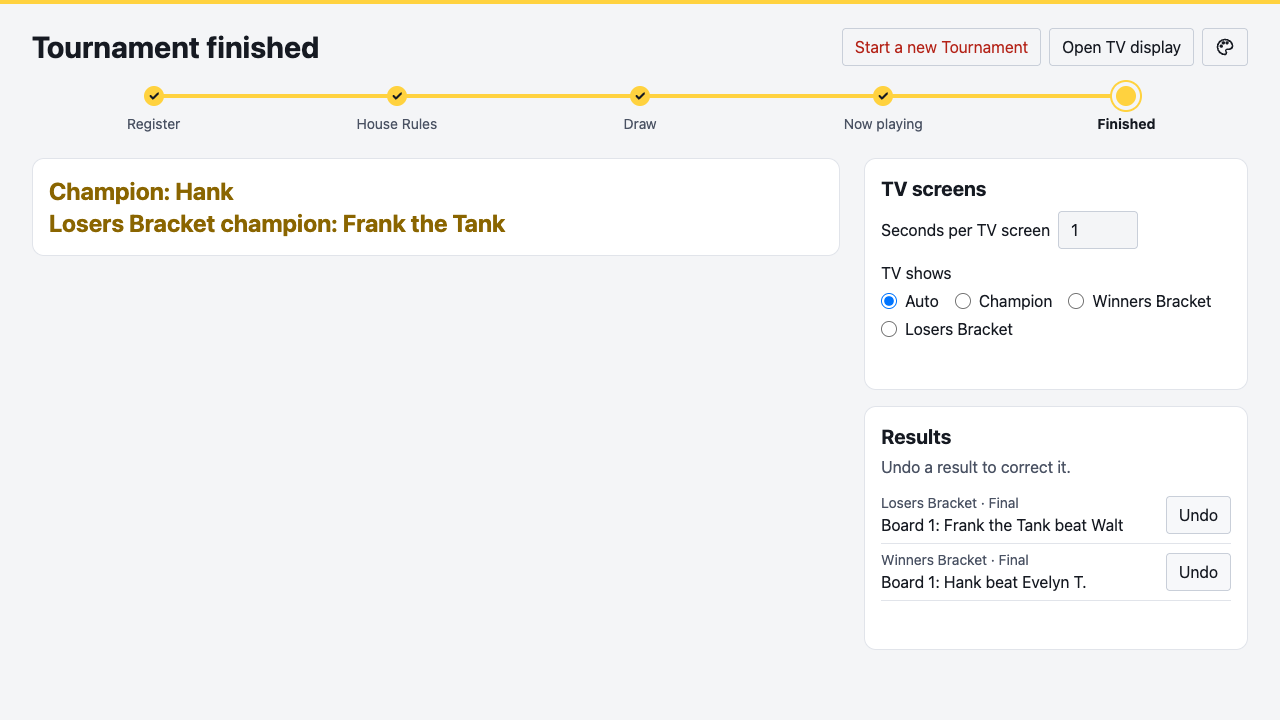 Tournament finished
Start a new Tournament
Open TV display
Register
House Rules
Draw
Now playing
Finished
Champion: Hank
Losers Bracket champion: Frank the Tank
TV screens
Seconds per TV screen 1
TV shows
Auto Champion Winners Bracket
Losers Bracket
Results
Undo a result to correct it.
Losers Bracket · Final
Board 1: Frank the Tank beat Walt
Undo
Winners Bracket · Final
Board 1: Hank beat Evelyn T.
Undo